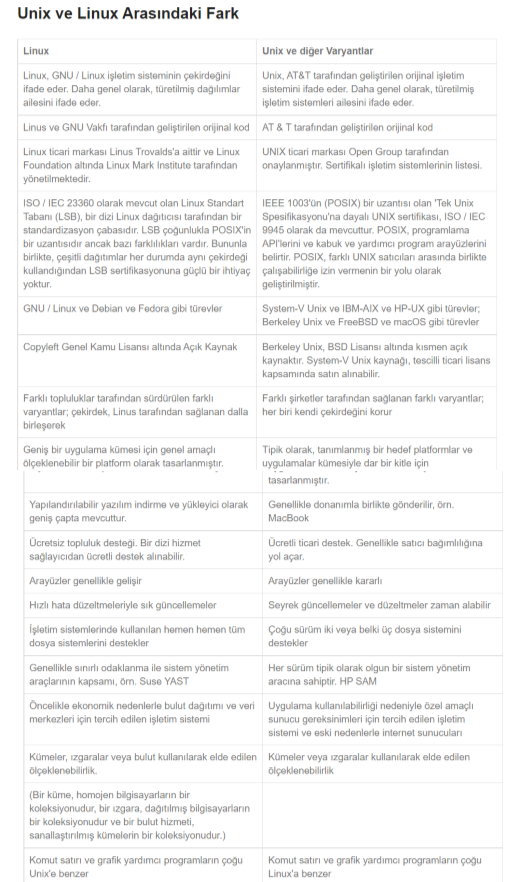 Unix ve Linux Arasındaki Fark
Linux
Unix ve diğer Varyantlar
Linux, GNU / Linux işletim sisteminin çekirdeğini
ifade eder. Daha genel olarak, türetilmiş dağılımlar
ailesini ifade eder.
Unix, AT&T tarafından geliştirilen orijinal işletim
sistemini ifade eder. Daha genel olarak, türetilmiş
işletim sistemleri ailesini ifade eder.
Linus ve GNU Vakfı tarafından geliştirilen orijinal kod
AT & T tarafından geliştirilen orijinal kod
Linux ticari markası Linus Trovalds'a aittir ve Linux
Foundation altında Linux Mark Institute tarafından
yönetilmektedir.
UNIX ticari markası Open Group tarafından
onaylanmıştır. Sertifikalı işletim sistemlerinin listesi.
ISO / IEC 23360 olarak mevcut olan Linux Standart
Tabanı (LSB), bir dizi Linux dağıtıcısı tarafından bir
standardizasyon çabasıdır. LSB çoğunlukla POSIX'in
bir uzantısıdır ancak bazı farklılıkları vardır. Bununla
birlikte, çeşitli dağıtımlar her durumda aynı çekirdeği
kullandığından LSB sertifikasyonuna güçlü bir ihtiyaç
yoktur.
IEEE 1003'ün (POSIX) bir uzantısı olan 'Tek Unix
Spesifikasyonu'na dayalı UNIX sertifikası, ISO / IEC
9945 olarak da mevcuttur. POSIX, programlama
API'lerini ve kabuk ve yardımcı program arayüzlerini
belirtir. POSIX, farklı UNIX satıcıları arasında birlikte
çalışabilirliğe izin vermenin bir yolu olarak
geliştirilmiştir.
GNU / Linux ve Debian ve Fedora gibi türevler
System-V Unix ve IBM-AIX ve HP-UX gibi türevler;
Berkeley Unix ve FreeBSD ve macOS gibi türevler
Copyleft Genel Kamu Lisansı altında Açık Kaynak
Berkeley Unix, BSD Lisansı altında kısmen açık
kaynaktır. System-V Unix kaynağı, tescilli ticari lisans
kapsamında satın alınabilir.
Farklı topluluklar tarafından sürdürülen farklı
varyantlar; çekirdek, Linus tarafından sağlanan dalla
birleşerek
Farklı şirketler tarafından sağlanan farklı varyantlar;
her biri kendi çekirdeğini korur
Geniş bir uygulama kümesi için genel amaçlı
ölçeklenebilir bir platform olarak tasarlanmıştır.
Tipik olarak, tanımlanmış bir hedef platformlar ve
uygulamalar kümesiyle dar bir kitle için
tasarlanmıştır.
Yapılandırılabilir yazılım indirme ve yükleyici olarak
geniş çapta mevcuttur.
Genellikle donanımla birlikte gönderilir, örn.
MacBook
Ücretsiz topluluk desteği. Bir dizi hizmet
sağlayıcıdan ücretli destek alınabilir.
Ücretli ticari destek. Genellikle satıcı bağımlılığına
yol açar.
Arayüzler genellikle gelişir
Arayüzler genellikle kararlı
Hızlı hata düzeltmeleriyle sık güncellemeler
Seyrek güncellemeler ve düzeltmeler zaman alabilir
İşletim sistemlerinde kullanılan hemen hemen tüm
dosya sistemlerini destekler
Çoğu sürüm iki veya belki üç dosya sistemini
destekler
Genellikle sınırlı odaklanma ile sistem yönetim
araçlarının kapsamı, örn. Suse YAST
Her sürüm tipik olarak olgun bir sistem yönetim
aracına sahiptir. HP SAM
Öncelikle ekonomik nedenlerle bulut dağıtımı ve veri
merkezleri için tercih edilen işletim sistemi
Uygulama kullanılabilirliği nedeniyle özel amaçlı
sunucu gereksinimleri için tercih edilen işletim
sistemi ve eski nedenlerle internet sunucuları
Kümeler, ızgaralar veya bulut kullanılarak elde edilen
ölçeklenebilirlik.
Kümeler veya ızgaralar kullanılarak elde edilen
ölçeklenebilirlik
(Bir küme, homojen bilgisayarların bir
koleksiyonudur, bir ızgara, dağıtılmış bilgisayarların
bir koleksiyonudur ve bir bulut hizmeti,
sanallaştırılmış kümelerin bir koleksiyonudur.)
Komut satırı ve grafik yardımcı programların çoğu
Unix'e benzer
Komut satırı ve grafik yardımcı programların çoğu
Linux'a benzer